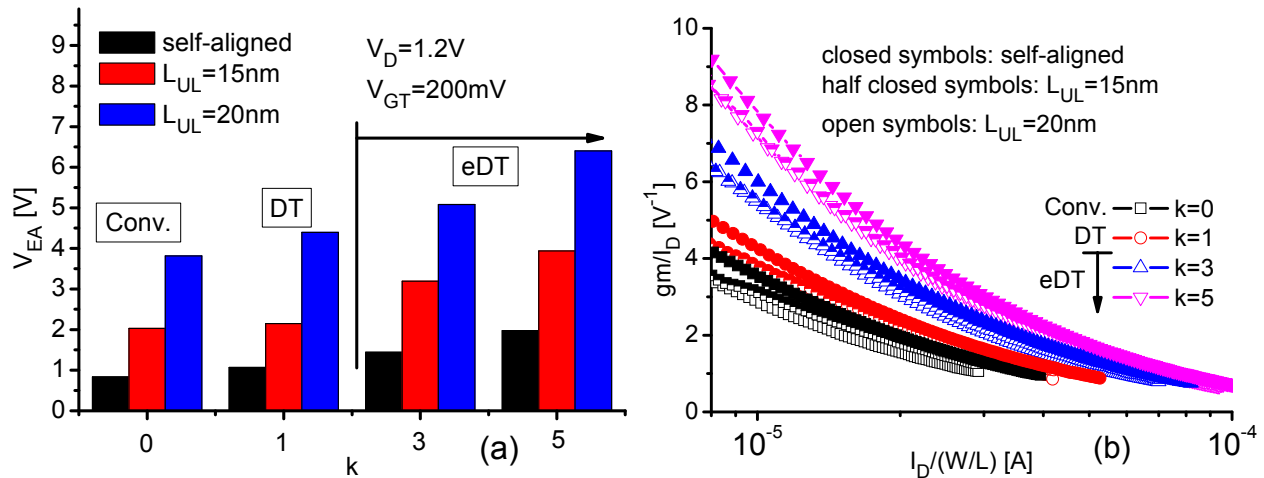 9
8
7
6
5
4
3
2
1
0
V_EA [V]
self-aligned
L_UL=15nm
L_UL=20nm
V_D=1.2V
V_GT=200mV
Conv.
DT
eDT
0 1 3 5
k
(a)
10
8
6
4
2
0
gm/I_D [V⁻¹]
closed symbols: self-aligned
half closed symbols: L_UL=15nm
open symbols: L_UL=20nm
Conv. k=0
DT k=1
eDT k=3
k=5
10⁻⁵ 10⁻⁴
I_D/(W/L) [A]
(b)